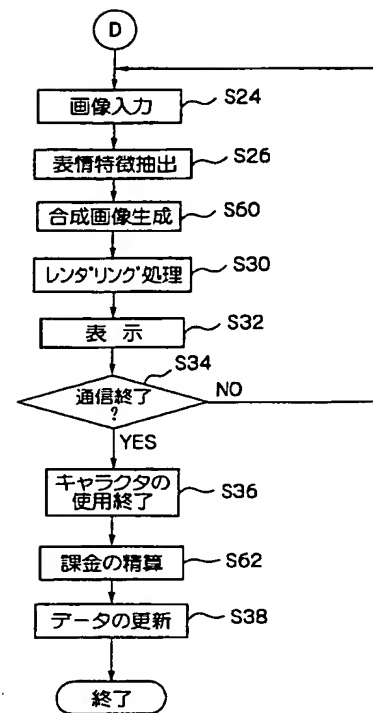 D
画像入力
S24
表情特徴抽出
S26
合成画像生成
S60
レンダリング処理
S30
表 示
S32
S34
通信終了
?
NO
YES
キャラクタの
使用終了
S36
課金の精算
S62
データの更新
S38
終了